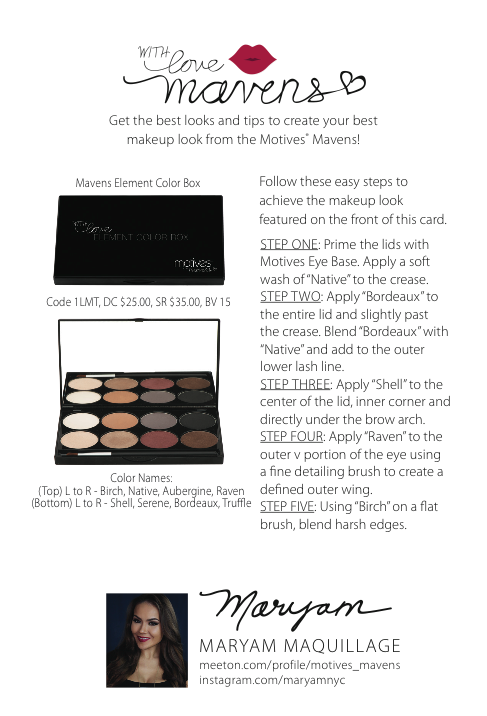 WITH love
mavens
Get the best looks and tips to create your best
makeup look from the Motives® Mavens!
Mavens Element Color Box
ELEMENT COLOR BOX
motives
Code 1LMT, DC $25.00, SR $35.00, BV 15
Color Names:
(Top) L to R - Birch, Native, Aubergine, Raven
(Bottom) L to R - Shell, Serene, Bordeaux, Truffle
Follow these easy steps to
achieve the makeup look
featured on the front of this card.
STEP ONE: Prime the lids with
Motives Eye Base. Apply a soft
wash of “Native” to the crease.
STEP TWO: Apply “Bordeaux” to
the entire lid and slightly past
the crease. Blend “Bordeaux” with
“Native” and add to the outer
lower lash line.
STEP THREE: Apply “Shell” to the
center of the lid, inner corner and
directly under the brow arch.
STEP FOUR: Apply “Raven” to the
outer v portion of the eye using
a fine detailing brush to create a
defined outer wing.
STEP FIVE: Using “Birch” on a flat
brush, blend harsh edges.
Maryam
MARYAM MAQUILLAGE
meeton.com/profile/motives_mavens
instagram.com/maryamnyc